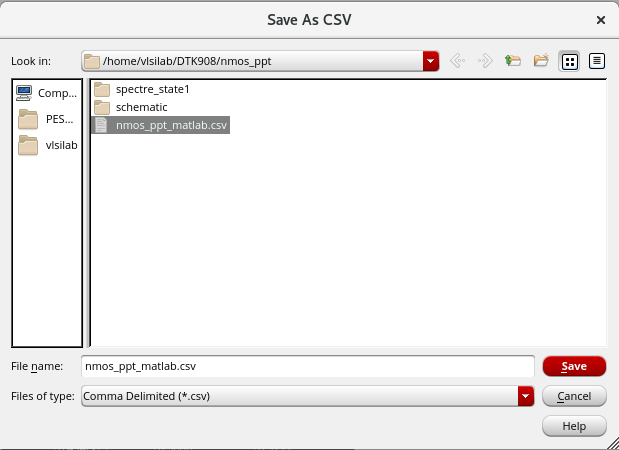 Save As CSV
Look in: /home/vlsilab/DTK908/nmos_ppt
Comp...
PES...
vlsilab
spectre_state1
schematic
nmos_ppt_matlab.csv
File name: nmos_ppt_matlab.csv Save
Files of type: Comma Delimited (*.csv) Cancel
Help